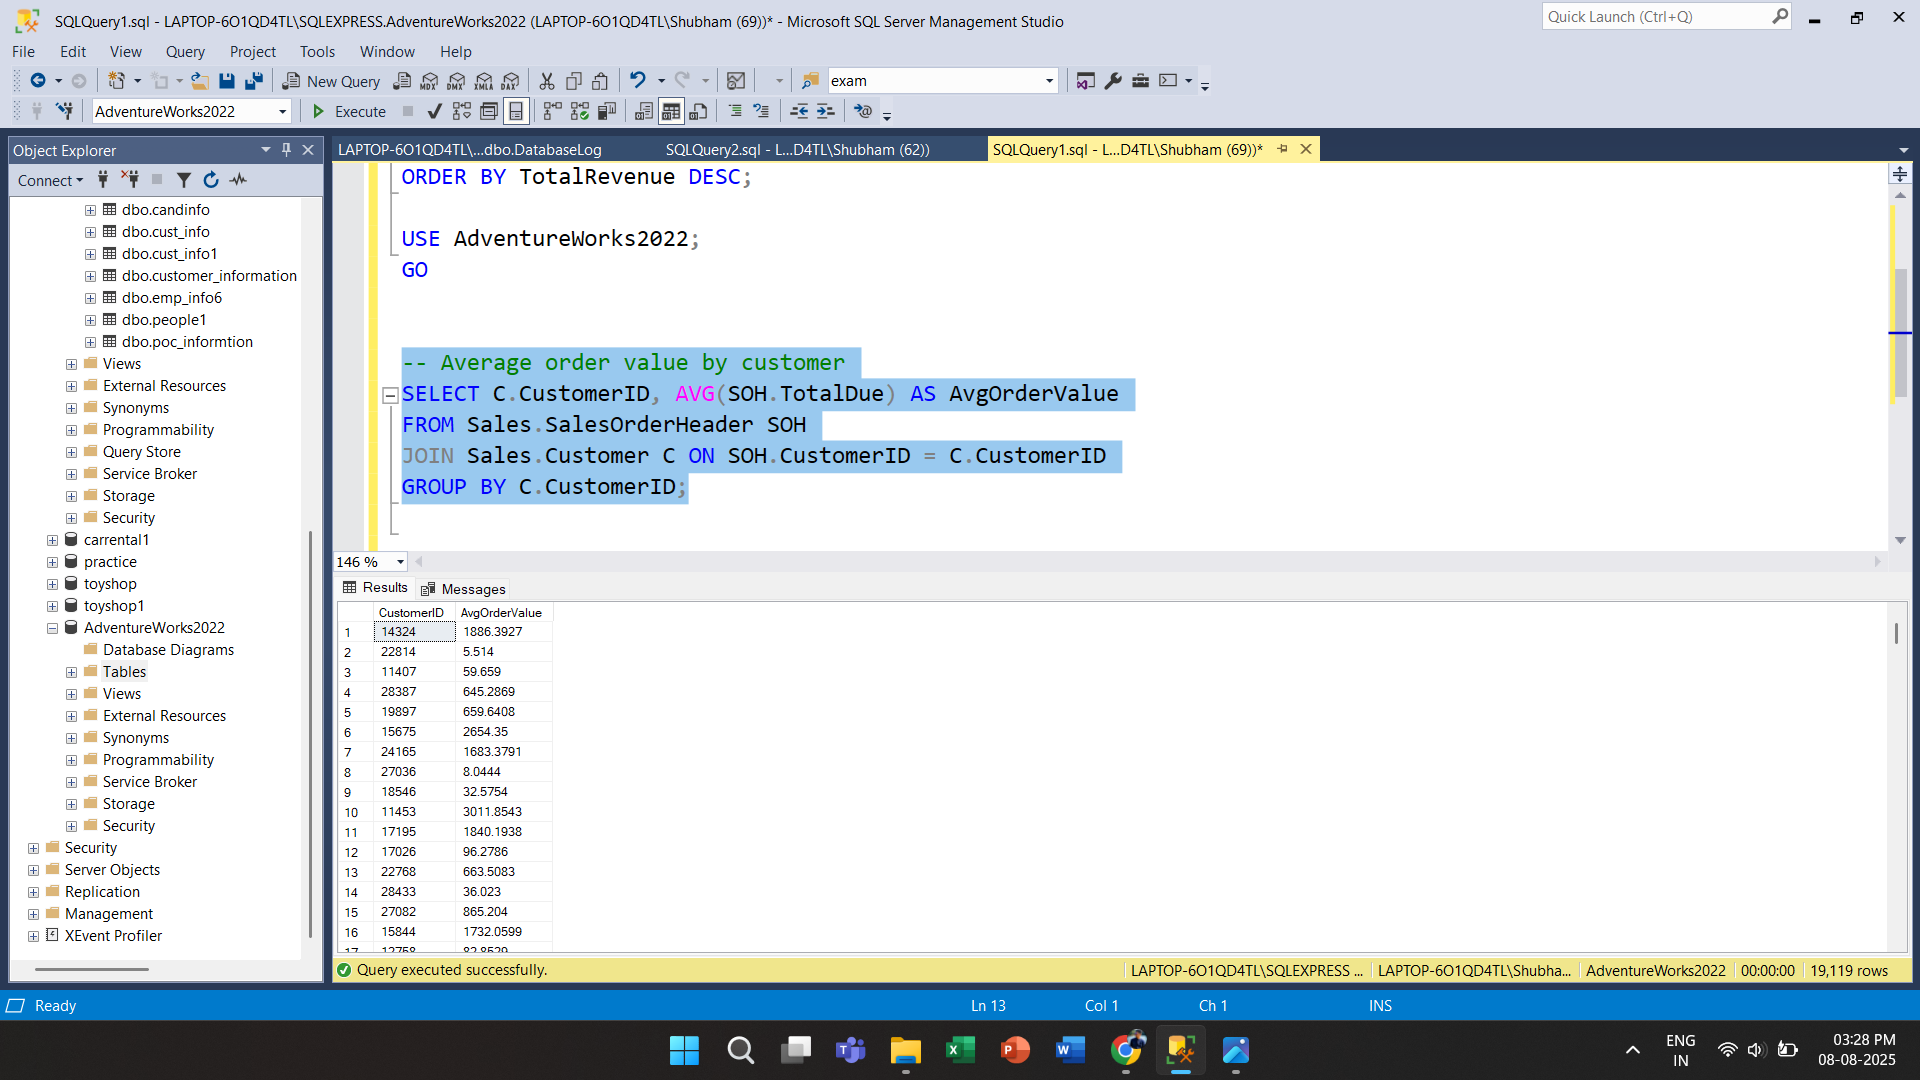 SQLQuery1.sql - LAPTOP-6O1QD4TL\SQLEXPRESS.AdventureWorks2022 (LAPTOP-6O1QD4TL\Shubham (69))* - Microsoft SQL Server Management Studio
Quick Launch (Ctrl+Q)
File Edit View Query Project Tools Window Help
New Query MDX DMX XMLA DAX exam
AdventureWorks2022 Execute
Object Explorer
LAPTOP-6O1QD4TL\...dbo.DatabaseLog SQLQuery2.sql - L...D4TL\Shubham (62)) SQLQuery1.sql - L...D4TL\Shubham (69))*
Connect
dbo.candinfo
dbo.cust_info
dbo.cust_info1
dbo.customer_information
dbo.emp_info6
dbo.people1
dbo.poc_informtion
Views
External Resources
Synonyms
Programmability
Query Store
Service Broker
Storage
Security
carrental1
practice
toyshop
toyshop1
AdventureWorks2022
Database Diagrams
Tables
Views
External Resources
Synonyms
Programmability
Service Broker
Storage
Security
Security
Server Objects
Replication
Management
XEvent Profiler
ORDER BY TotalRevenue DESC;
USE AdventureWorks2022;
GO
-- Average order value by customer
SELECT C.CustomerID, AVG(SOH.TotalDue) AS AvgOrderValue
FROM Sales.SalesOrderHeader SOH
JOIN Sales.Customer C ON SOH.CustomerID = C.CustomerID
GROUP BY C.CustomerID;
146 %
Results Messages
CustomerID AvgOrderValue
1 14324 1886.3927
2 22814 5.514
3 11407 59.659
4 28387 645.2869
5 19897 659.6408
6 15675 2654.35
7 24165 1683.3791
8 27036 8.0444
9 18546 32.5754
10 11453 3011.8543
11 17195 1840.1938
12 17026 96.2786
13 22768 663.5083
14 28433 36.023
15 27082 865.204
16 15844 1732.0599
17 12758 82.8529
Query executed successfully. LAPTOP-6O1QD4TL\SQLEXPRESS ... LAPTOP-6O1QD4TL\Shubha... AdventureWorks2022 00:00:00 19,119 rows
Ready Ln 13 Col 1 Ch 1 INS
ENG
IN
03:28 PM
08-08-2025